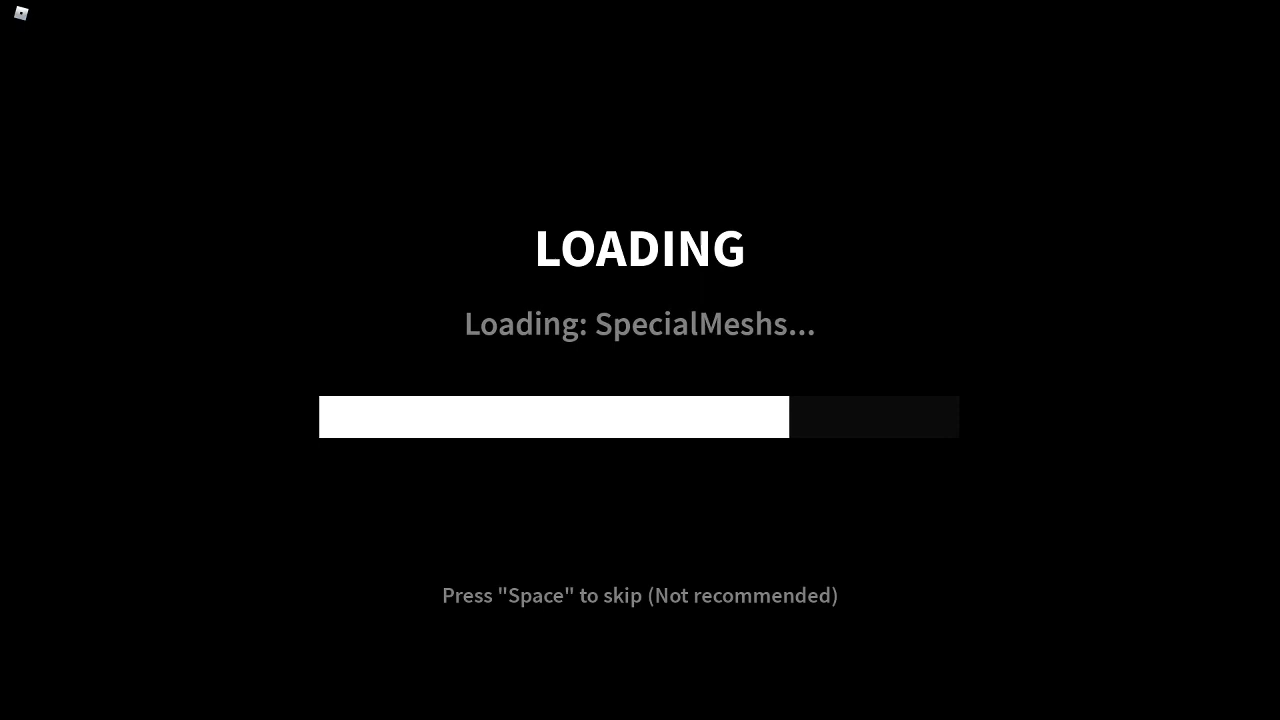 LOADING
Loading: SpecialMeshs...
Press "Space" to skip (Not recommended)